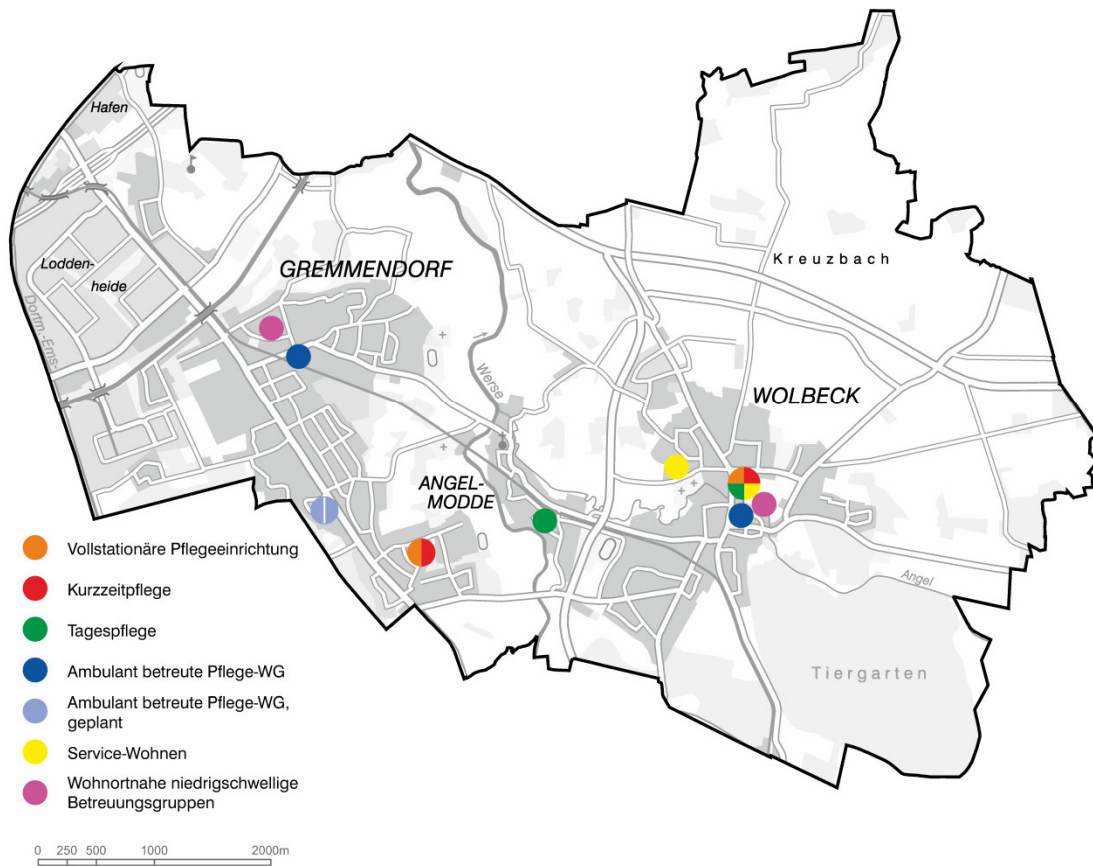 Hafen
Lodden-
heide
Dortm.-Ems-
GREMMENDORF
Werse
Kreuzbach
WOLBECK
ANGEL-
MODDE
Angel
Tiergarten
Vollstationäre Pflegeeinrichtung
Kurzzeitpflege
Tagespflege
Ambulant betreute Pflege-WG
Ambulant betreute Pflege-WG,
geplant
Service-Wohnen
Wohnortnahe niedrigschwellige
Betreuungsgruppen
0 250 500 1000 2000m